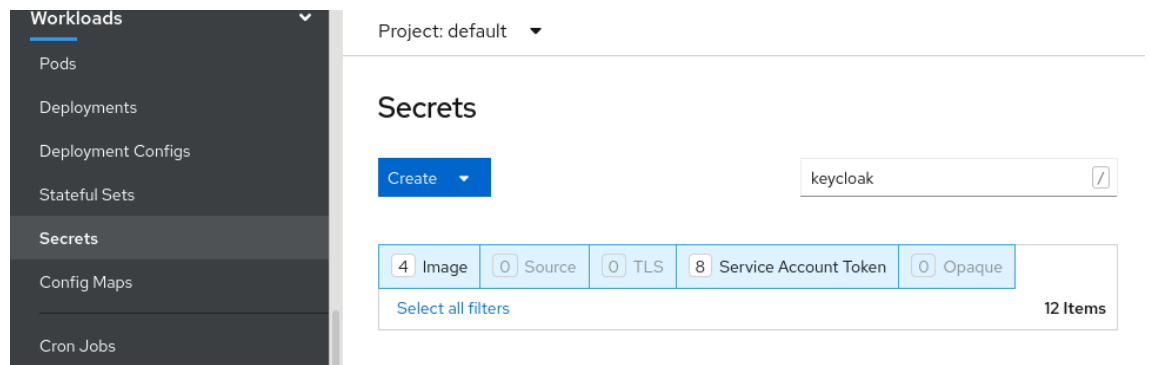 Workloads
Pods
Deployments
Deployment Configs
Stateful Sets
Secrets
Config Maps
Cron Jobs
Project: default
Secrets
Create
keycloak /
4 Image 0 Source 0 TLS 8 Service Account Token 0 Opaque
Select all filters 12 Items